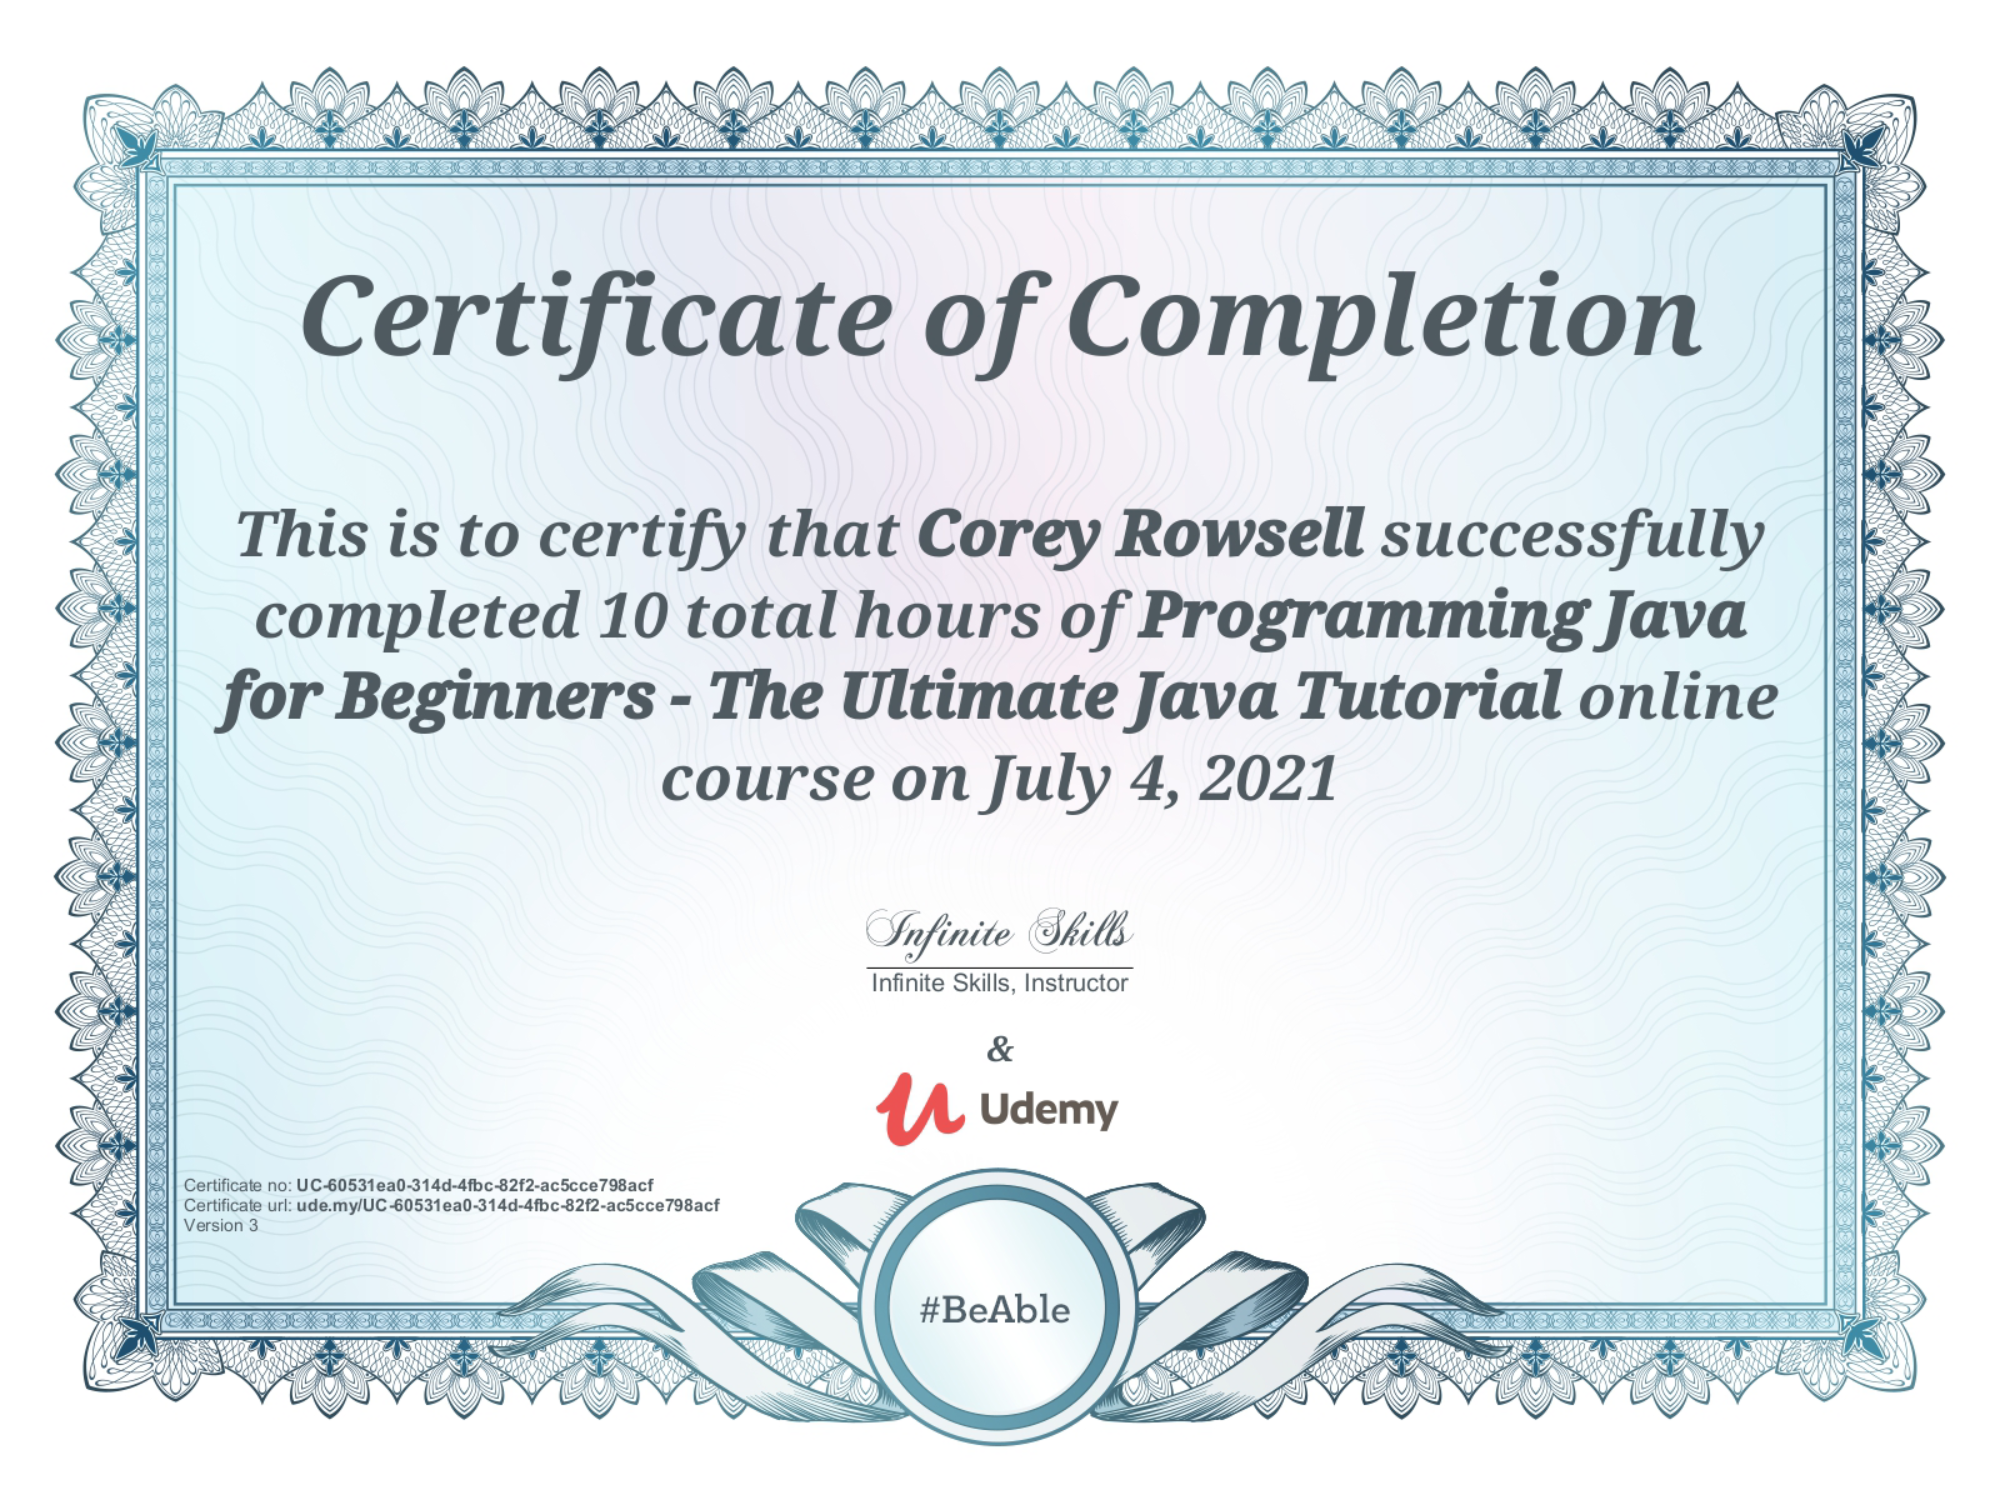 Certificate of Completion
This is to certify that Corey Rowsell successfully
completed 10 total hours of Programming Java
for Beginners - The Ultimate Java Tutorial online
course on July 4, 2021
Infinite Skills
Infinite Skills, Instructor
&
Udemy
Certificate no: UC-60531ea0-314d-4fbc-82f2-ac5cce798acf
Certificate url: ude.my/UC-60531ea0-314d-4fbc-82f2-ac5cce798acf
Version 3
#BeAble